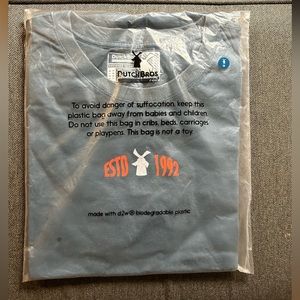 DUTCH BROS
To avoid danger of suffocation, keep this
plastic bag away from babies and children.
Do not use this bag in cribs, beds, carriages
or playpens. This bag is not a toy.
ESTD 1992
made with d2w® biodegradable plastic